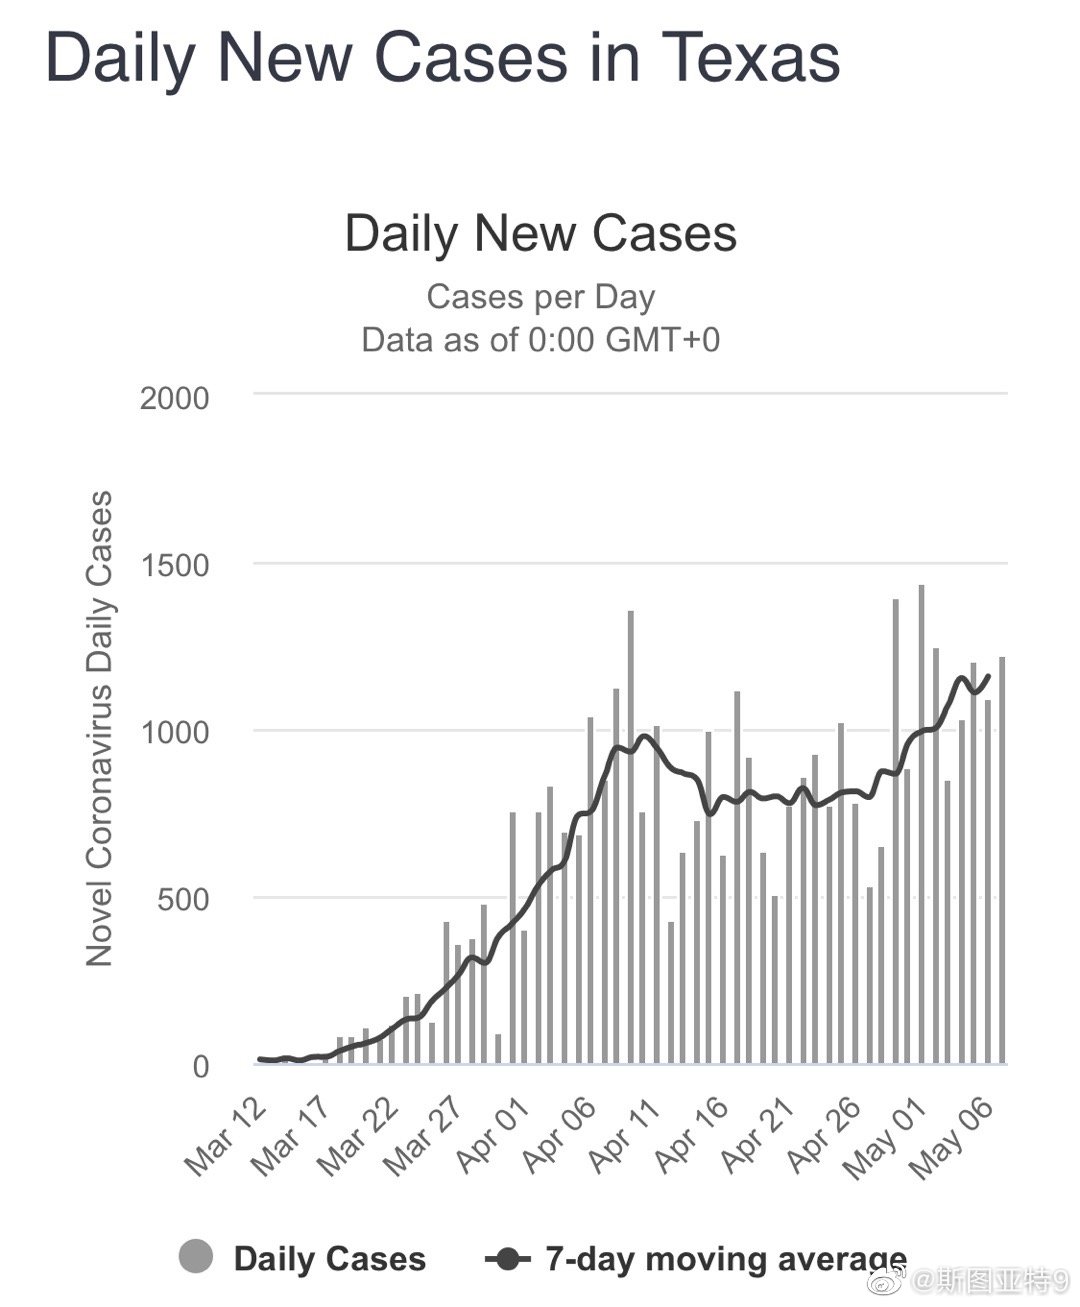 Daily New Cases in Texas
Daily New Cases
Cases per Day
Data as of 0:00 GMT+0
Novel Coronavirus Daily Cases
2000
1500
1000
500
0
Mar 12
Mar 17
Mar 22
Mar 27
Apr 01
Apr 06
Apr 11
Apr 16
Apr 21
Apr 26
May 01
May 06
Daily Cases
7-day moving average
@斯图亚特9